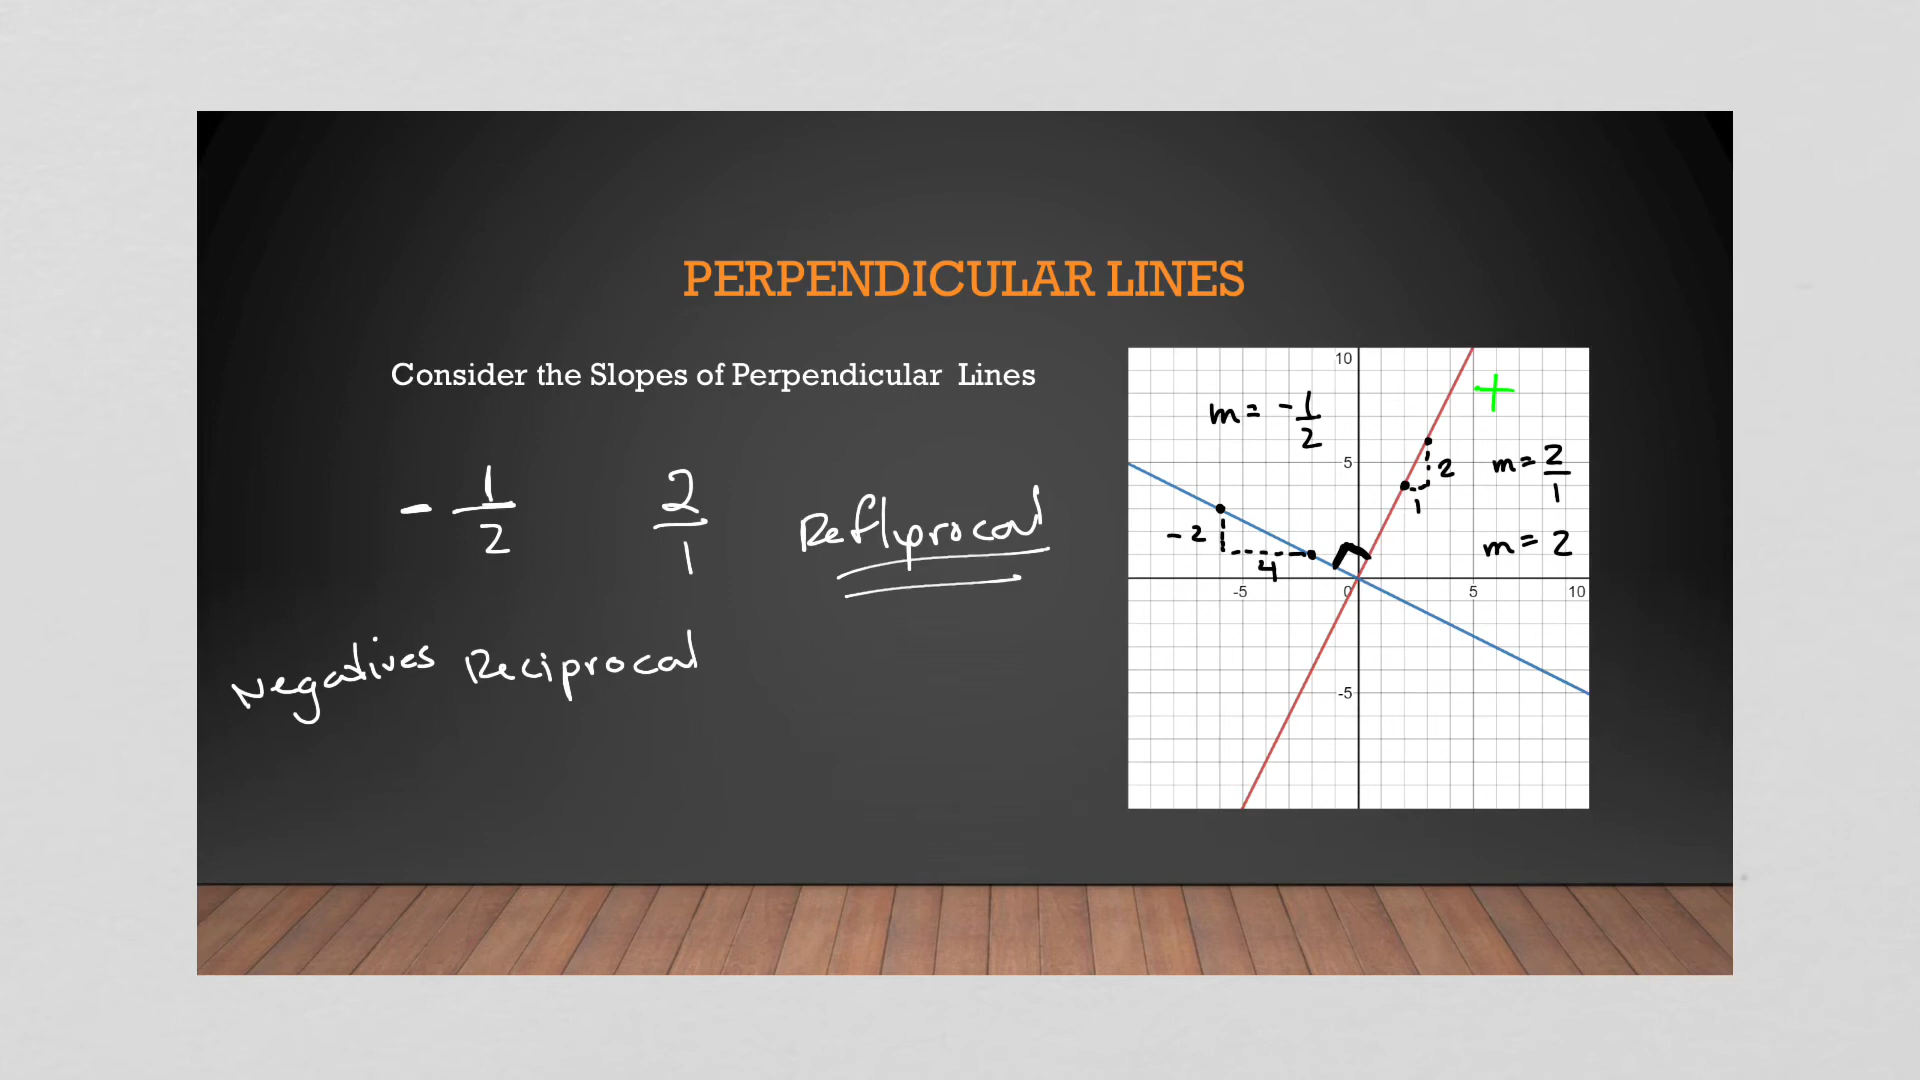 PERPENDICULAR LINES
Consider the Slopes of Perpendicular Lines
- 1/2 2/1 Reflyprocal
Negatives Reciprocal
10
5
-5
-5 0 5 10
m = - 1/2
-2
4
+
2
1
m = 2/1
m = 2